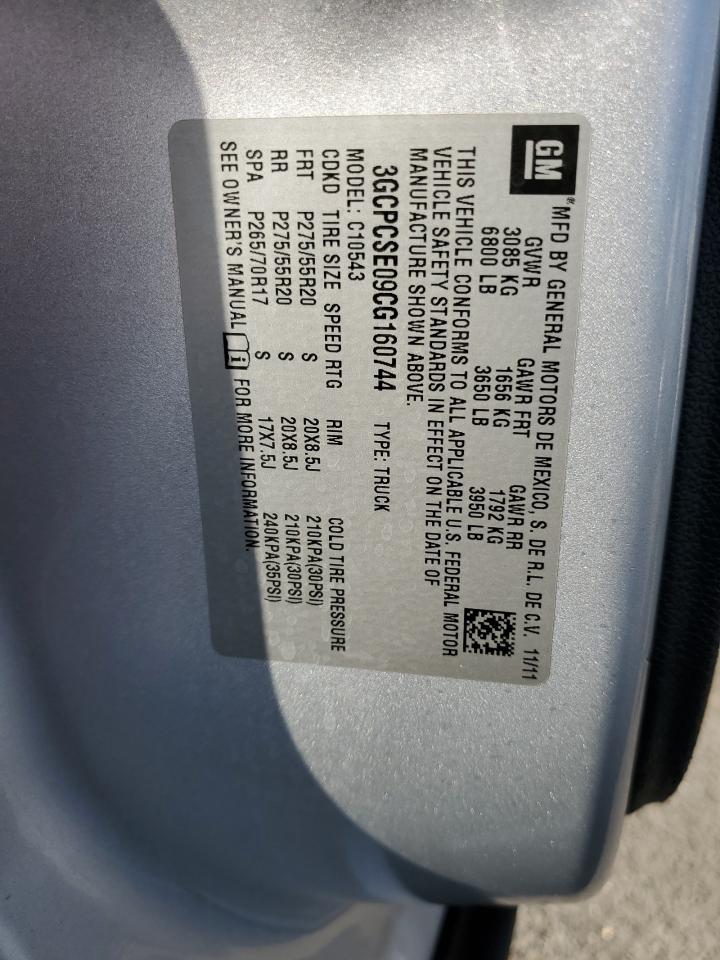 GM ® MFD BY GENERAL MOTORS DE MEXICO, S. DE R.L. DE C.V. 11/11
GVWR GAWR FRT GAWR RR
3085 KG 1656 KG 1792 KG
6800 LB 3650 LB 3950 LB
THIS VEHICLE CONFORMS TO ALL APPLICABLE U.S. FEDERAL MOTOR
VEHICLE SAFETY STANDARDS IN EFFECT ON THE DATE OF
MANUFACTURE SHOWN ABOVE.
3GCPCSE09CG160744 TYPE: TRUCK
MODEL: C10543
CDKD TIRE SIZE SPEED RTG RIM COLD TIRE PRESSURE
FRT P275/55R20 S 20X8.5J 210KPA(30PSI)
RR P275/55R20 S 20X8.5J 210KPA(30PSI)
SPA P265/70R17 S 17X7.5J 240KPA(35PSI)
SEE OWNER'S MANUAL i FOR MORE INFORMATION.